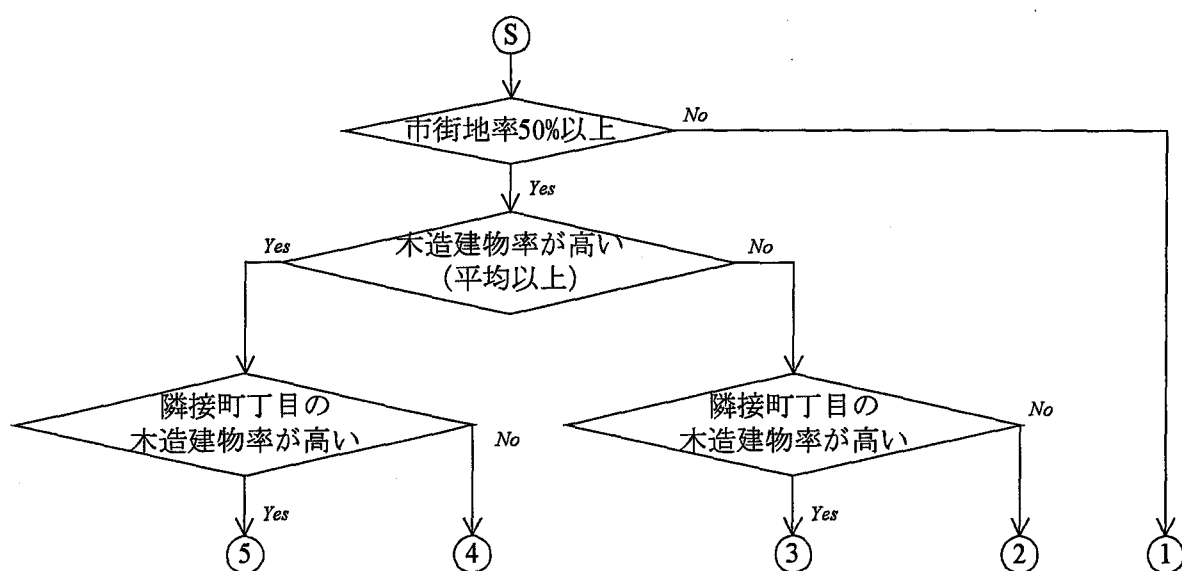 S
市街地率50%以上
No
Yes
木造建物率が高い
(平均以上)
Yes
No
隣接町丁目の
木造建物率が高い
No
Yes
隣接町丁目の
木造建物率が高い
No
Yes
⑤
④
③
②
①